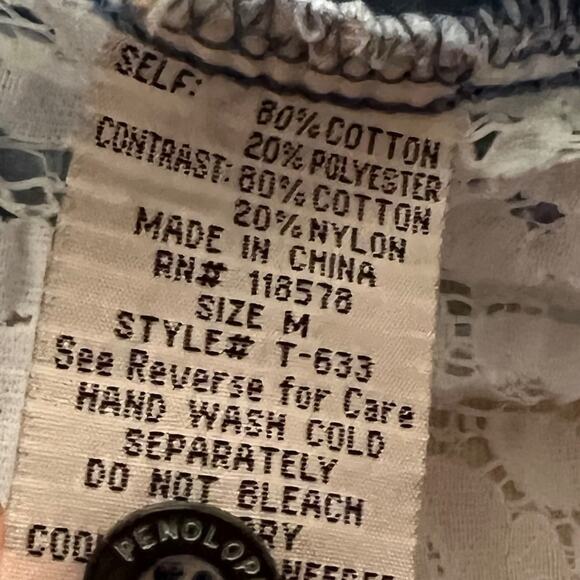 SELF:
80% COTTON
20% POLYESTER
CONTRAST: 80% COTTON
20% NYLON
MADE IN CHINA
RN# 118578
SIZE M
STYLE# T-633
See Reverse for Care
HAND WASH COLD
SEPARATELY
DO NOT BLEACH
PENOLOP